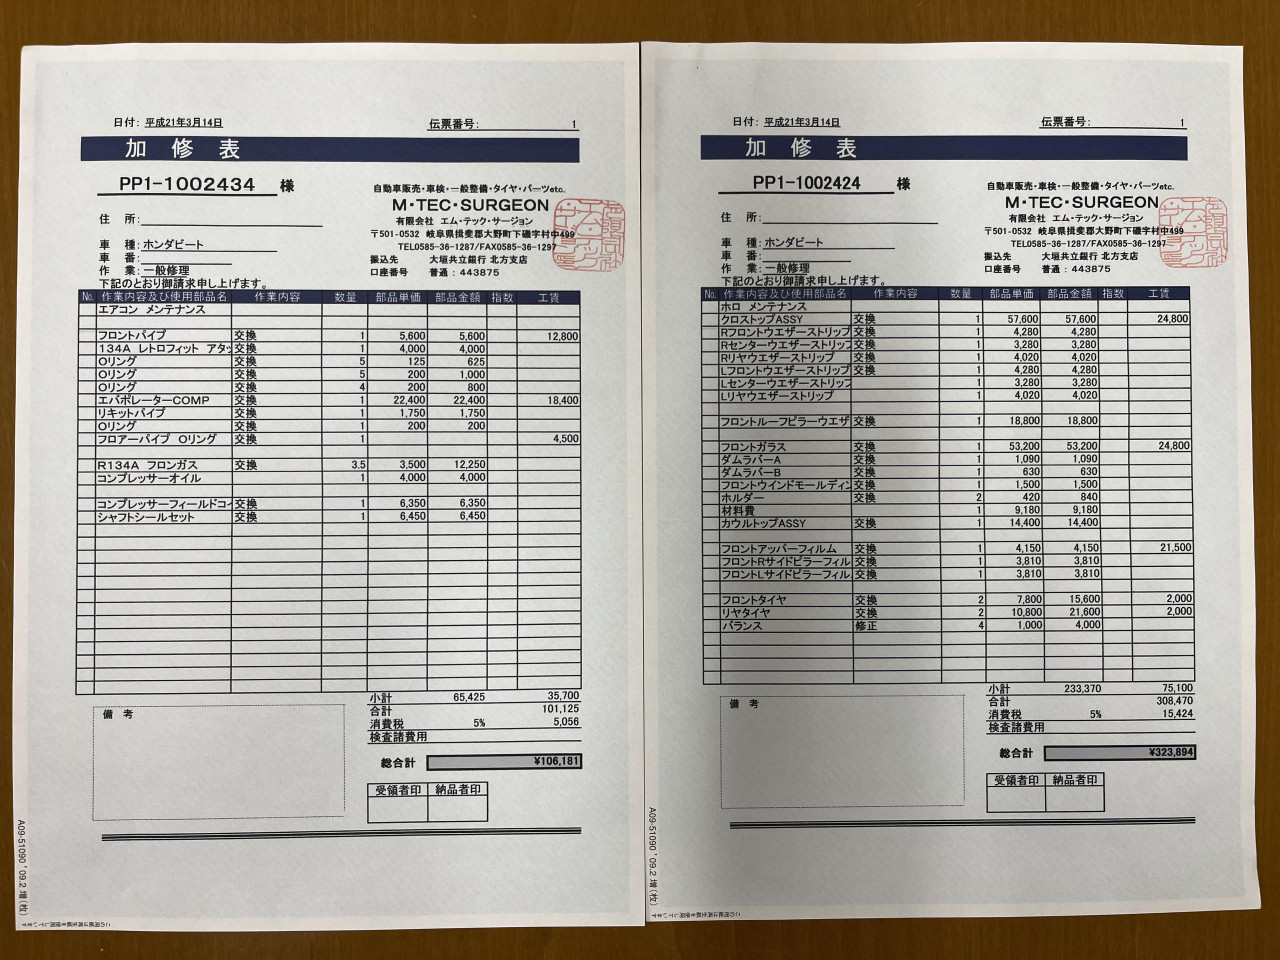 日付: 平成21年3月14日
伝票番号: 1
加 修 表
PP1-1002434 様
自動車販売・車検・一般整備・タイヤ・パーツetc.
M・TEC・SURGEON
有限会社 エム・テック・サージョン
〒501-0532 岐阜県揖斐郡大野町下磯字村中499
TEL0585-36-1287/FAX0585-36-1297
振込先 大垣共立銀行 北方支店
口座番号 普通：443875
住 所:
車 種: ホンダビート
車 番:
作 業: 一般修理
下記のとおり御請求申し上げます。
No. 作業内容及び使用部品名 作業内容 数量 部品単価 部品金額 指数 工賃
エアコン メンテナンス
フロントパイプ 交換 1 5,600 5,600 12,800
134A レトロフィット アタッ 交換 1 4,000 4,000
Oリング 交換 5 125 625
Oリング 交換 5 200 1,000
Oリング 交換 4 200 800
エバポレーターCOMP 交換 1 22,400 22,400 18,400
リキットパイプ 交換 1 1,750 1,750
Oリング 交換 1 200 200
フロアーパイプ Oリング 交換 1 4,500
R134A フロンガス 交換 3.5 3,500 12,250
コンプレッサーオイル 1 4,000 4,000
コンプレッサーフィールドコイ 交換 1 6,350 6,350
シャフトシールセット 交換 1 6,450 6,450
小計 65,425 35,700
合計 101,125
消費税 5% 5,056
検査諸費用
総合計 ¥106,181
備 考
受領者印 納品者印
A09-51090 '09.2 増(枚)
この用紙は再生紙を使用しています
日付: 平成21年3月14日
伝票番号: 1
加 修 表
PP1-1002424 様
自動車販売・車検・一般整備・タイヤ・パーツetc.
M・TEC・SURGEON
有限会社 エム・テック・サージョン
〒501-0532 岐阜県揖斐郡大野町下磯字村中499
TEL0585-36-1287/FAX0585-36-1297
振込先 大垣共立銀行 北方支店
口座番号 普通：443875
住 所:
車 種: ホンダビート
車 番:
作 業: 一般修理
下記のとおり御請求申し上げます。
No. 作業内容及び使用部品名 作業内容 数量 部品単価 部品金額 指数 工賃
ホロ メンテナンス
クロストップASSY 交換 1 57,600 57,600 24,800
Rフロントウエザーストリップ 交換 1 4,280 4,280
Rセンターウエザーストリップ 交換 1 3,280 3,280
Rリヤウエザーストリップ 交換 1 4,020 4,020
Lフロントウエザーストリップ 交換 1 4,280 4,280
Lセンターウエザーストリップ 1 3,280 3,280
Lリヤウエザーストリップ 1 4,020 4,020
フロントルーフピラーウエザ 交換 1 18,800 18,800
フロントガラス 交換 1 53,200 53,200 24,800
ダムラバーA 交換 1 1,090 1,090
ダムラバーB 交換 1 630 630
フロントウインドモールディン 交換 1 1,500 1,500
ホルダー 交換 2 420 840
材料費 1 9,180 9,180
カウルトップASSY 交換 1 14,400 14,400
フロントアッパーフィルム 交換 1 4,150 4,150 21,500
フロントRサイドピラーフィル 交換 1 3,810 3,810
フロントLサイドピラーフィル 交換 1 3,810 3,810
フロントタイヤ 交換 2 7,800 15,600 2,000
リヤタイヤ 交換 2 10,800 21,600 2,000
バランス 修正 4 1,000 4,000
小計 233,370 75,100
合計 308,470
消費税 5% 15,424
検査諸費用
総合計 ¥323,894
備 考
受領者印 納品者印
A09-51090 '09.2 増(枚)
この用紙は再生紙を使用しています